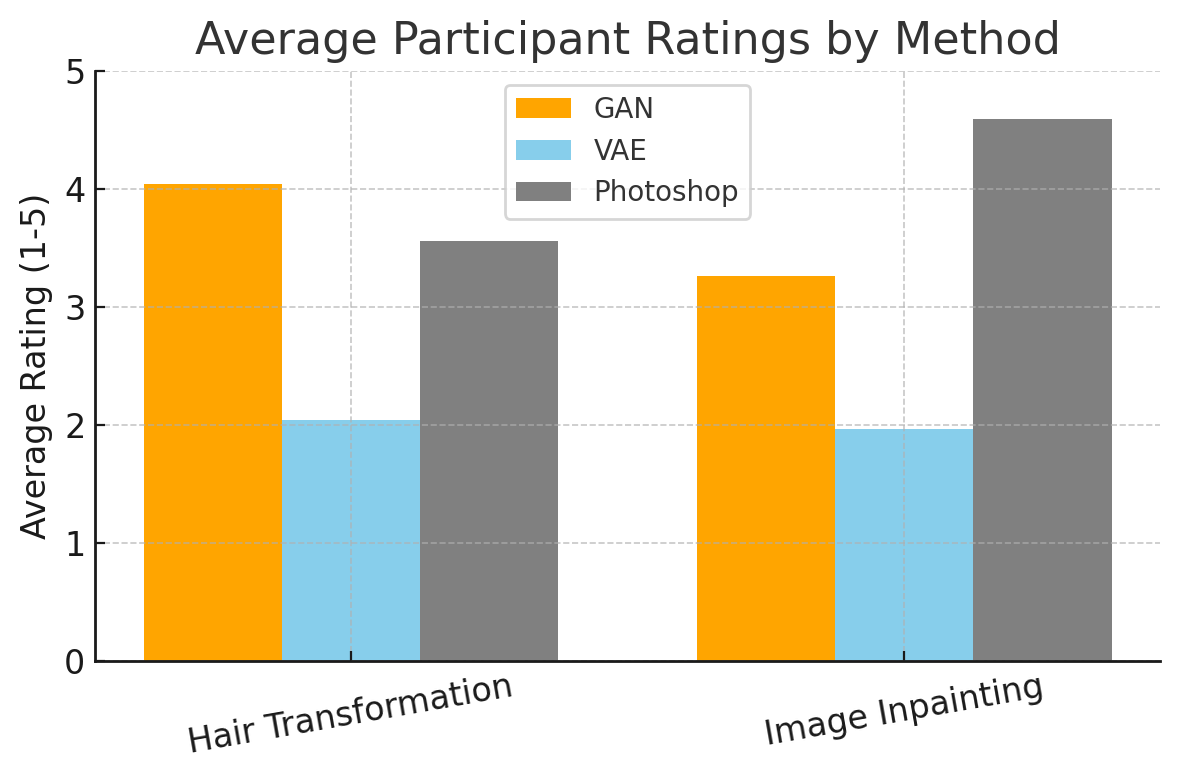 Average Participant Ratings by Method
Average Rating (1-5)
5
4
3
2
1
0
GAN
VAE
Photoshop
Hair Transformation
Image Inpainting